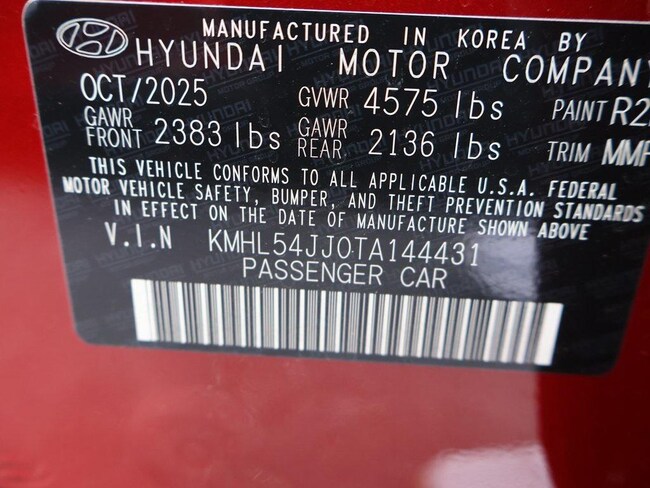 MANUFACTURED IN KOREA BY
HYUNDAI MOTOR COMPANY
OCT/2025 GVWR 4575 lbs PAINT R2
GAWR FRONT 2383 lbs GAWR REAR 2136 lbs TRIM MMF
THIS VEHICLE CONFORMS TO ALL APPLICABLE U.S.A. FEDERAL
MOTOR VEHICLE SAFETY, BUMPER, AND THEFT PREVENTION STANDARDS
IN EFFECT ON THE DATE OF MANUFACTURE SHOWN ABOVE
V.I.N KMHL54JJ0TA144431
PASSENGER CAR